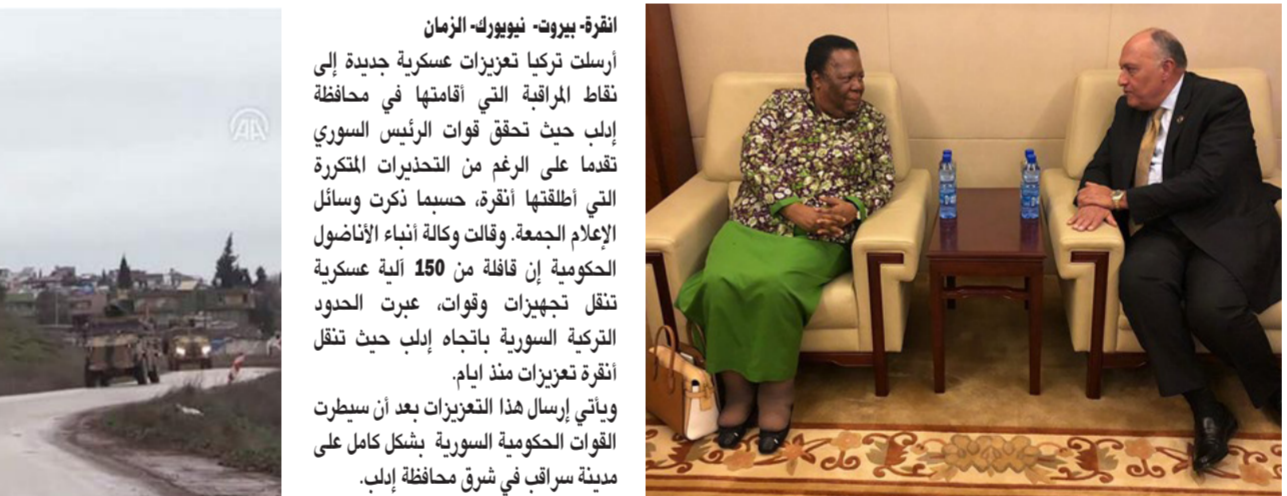 انقرة- بيروت- نيويورك- الزمان
أرسلت تركيا تعزيزات عسكرية جديدة إلى
نقاط المراقبة التي أقامتها في محافظة
إدلب حيث تحقق قوات الرئيس السوري
تقدما على الرغم من التحذيرات المتكررة
التي أطلقتها أنقرة، حسبما ذكرت وسائل
الإعلام الجمعة. وقالت وكالة أنباء الأناضول
الحكومية إن قافلة من 150 آلية عسكرية
تنقل تجهيزات وقوات، عبرت الحدود
التركية السورية باتجاه إدلب حيث تنقل
أنقرة تعزيزات منذ ايام.
ويأتي إرسال هذا التعزيزات بعد أن سيطرت
القوات الحكومية السورية بشكل كامل على
مدينة سراقب في شرق محافظة إدلب.
AA